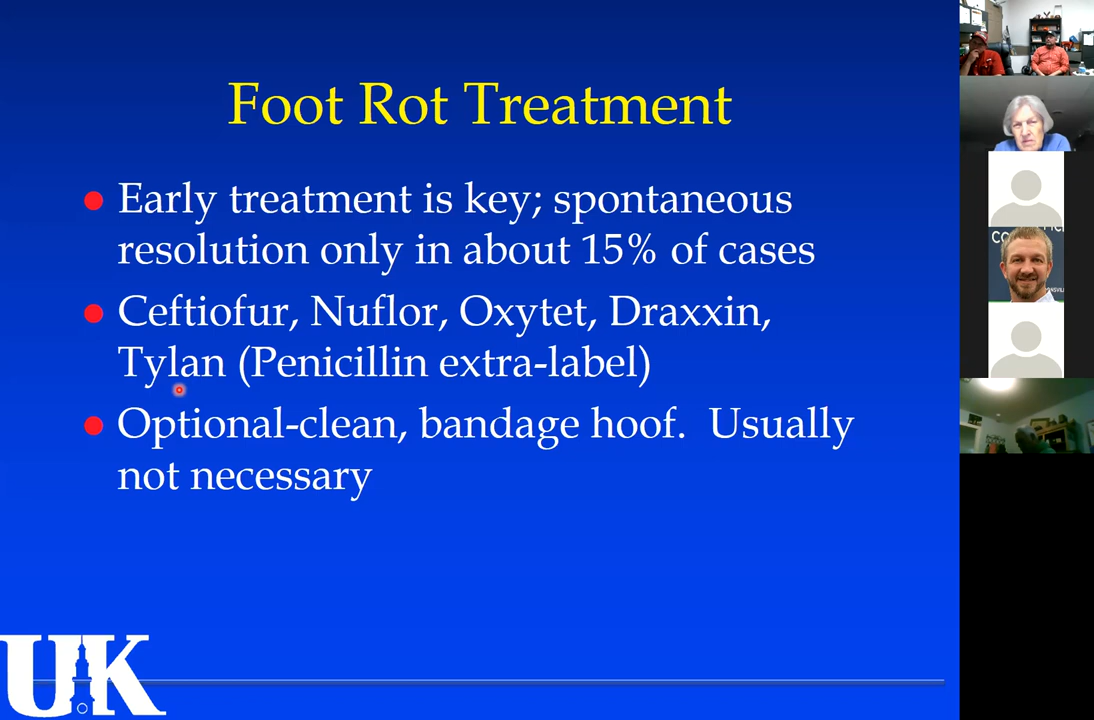 Foot Rot Treatment
Early treatment is key; spontaneous
resolution only in about 15% of cases
Ceftiofur, Nuflor, Oxytet, Draxxin,
Tylan (Penicillin extra-label)
Optional-clean, bandage hoof.  Usually
not necessary
UK